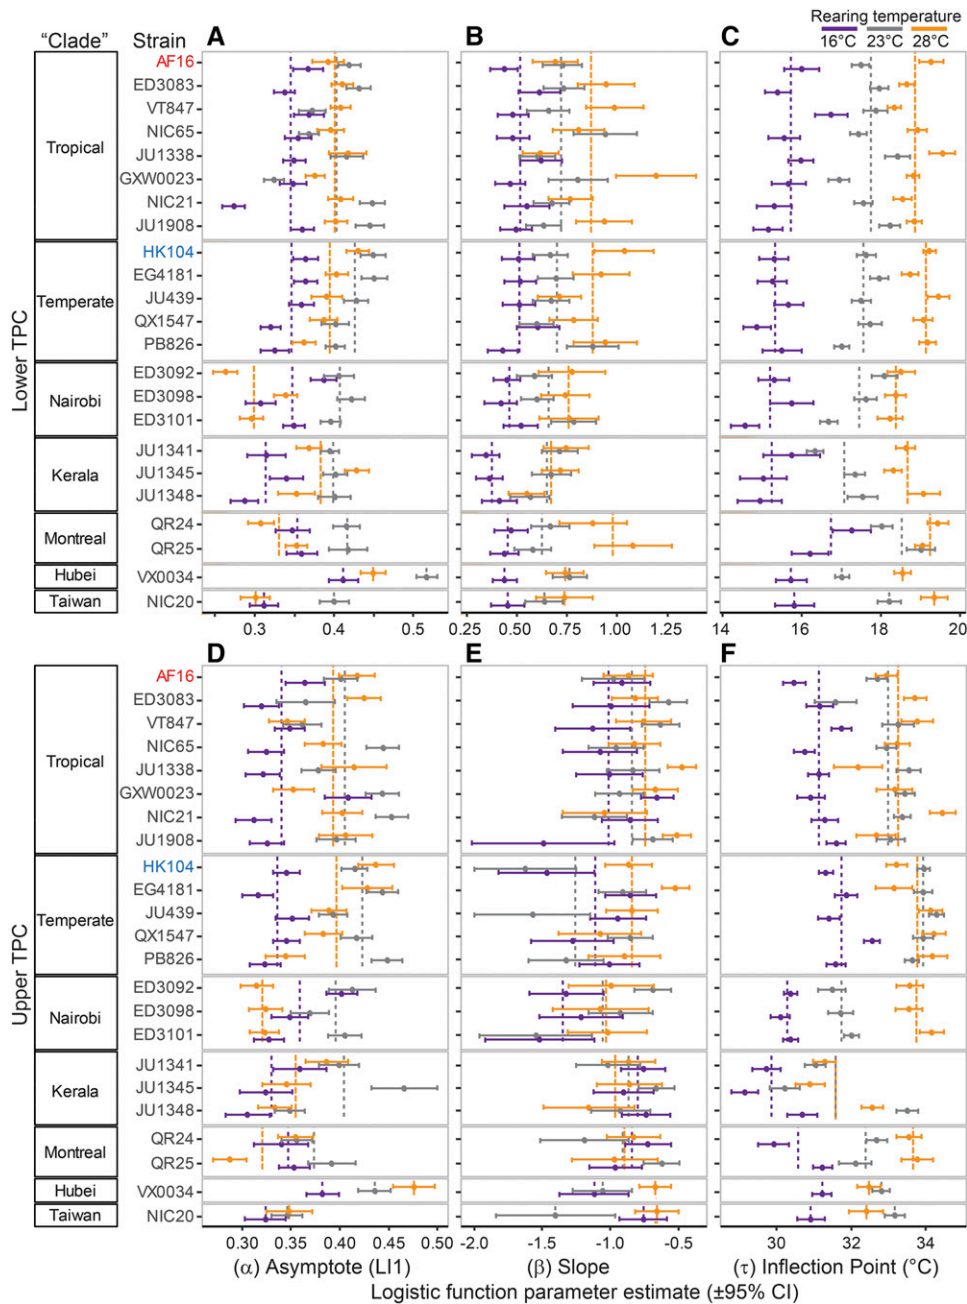 "Clade" Strain A B C Rearing temperature
16°C 23°C 28°C
Lower TPC
Tropical
AF16
ED3083
VT847
NIC65
JU1338
GXW0023
NIC21
JU1908
Temperate
HK104
EG4181
JU439
QX1547
PB826
Nairobi
ED3092
ED3098
ED3101
Kerala
JU1341
JU1345
JU1348
Montreal
QR24
QR25
Hubei VX0034
Taiwan NIC20
0.3 0.4 0.5 0.25 0.50 0.75 1.00 1.25 14 16 18 20
D E F
Upper TPC
Tropical
AF16
ED3083
VT847
NIC65
JU1338
GXW0023
NIC21
JU1908
Temperate
HK104
EG4181
JU439
QX1547
PB826
Nairobi
ED3092
ED3098
ED3101
Kerala
JU1341
JU1345
JU1348
Montreal
QR24
QR25
Hubei VX0034
Taiwan NIC20
0.30 0.35 0.40 0.45 0.50 -2.0 -1.5 -1.0 -0.5 30 32 34
(α) Asymptote (LI1) (β) Slope (τ) Inflection Point (°C)
Logistic function parameter estimate (±95% CI)